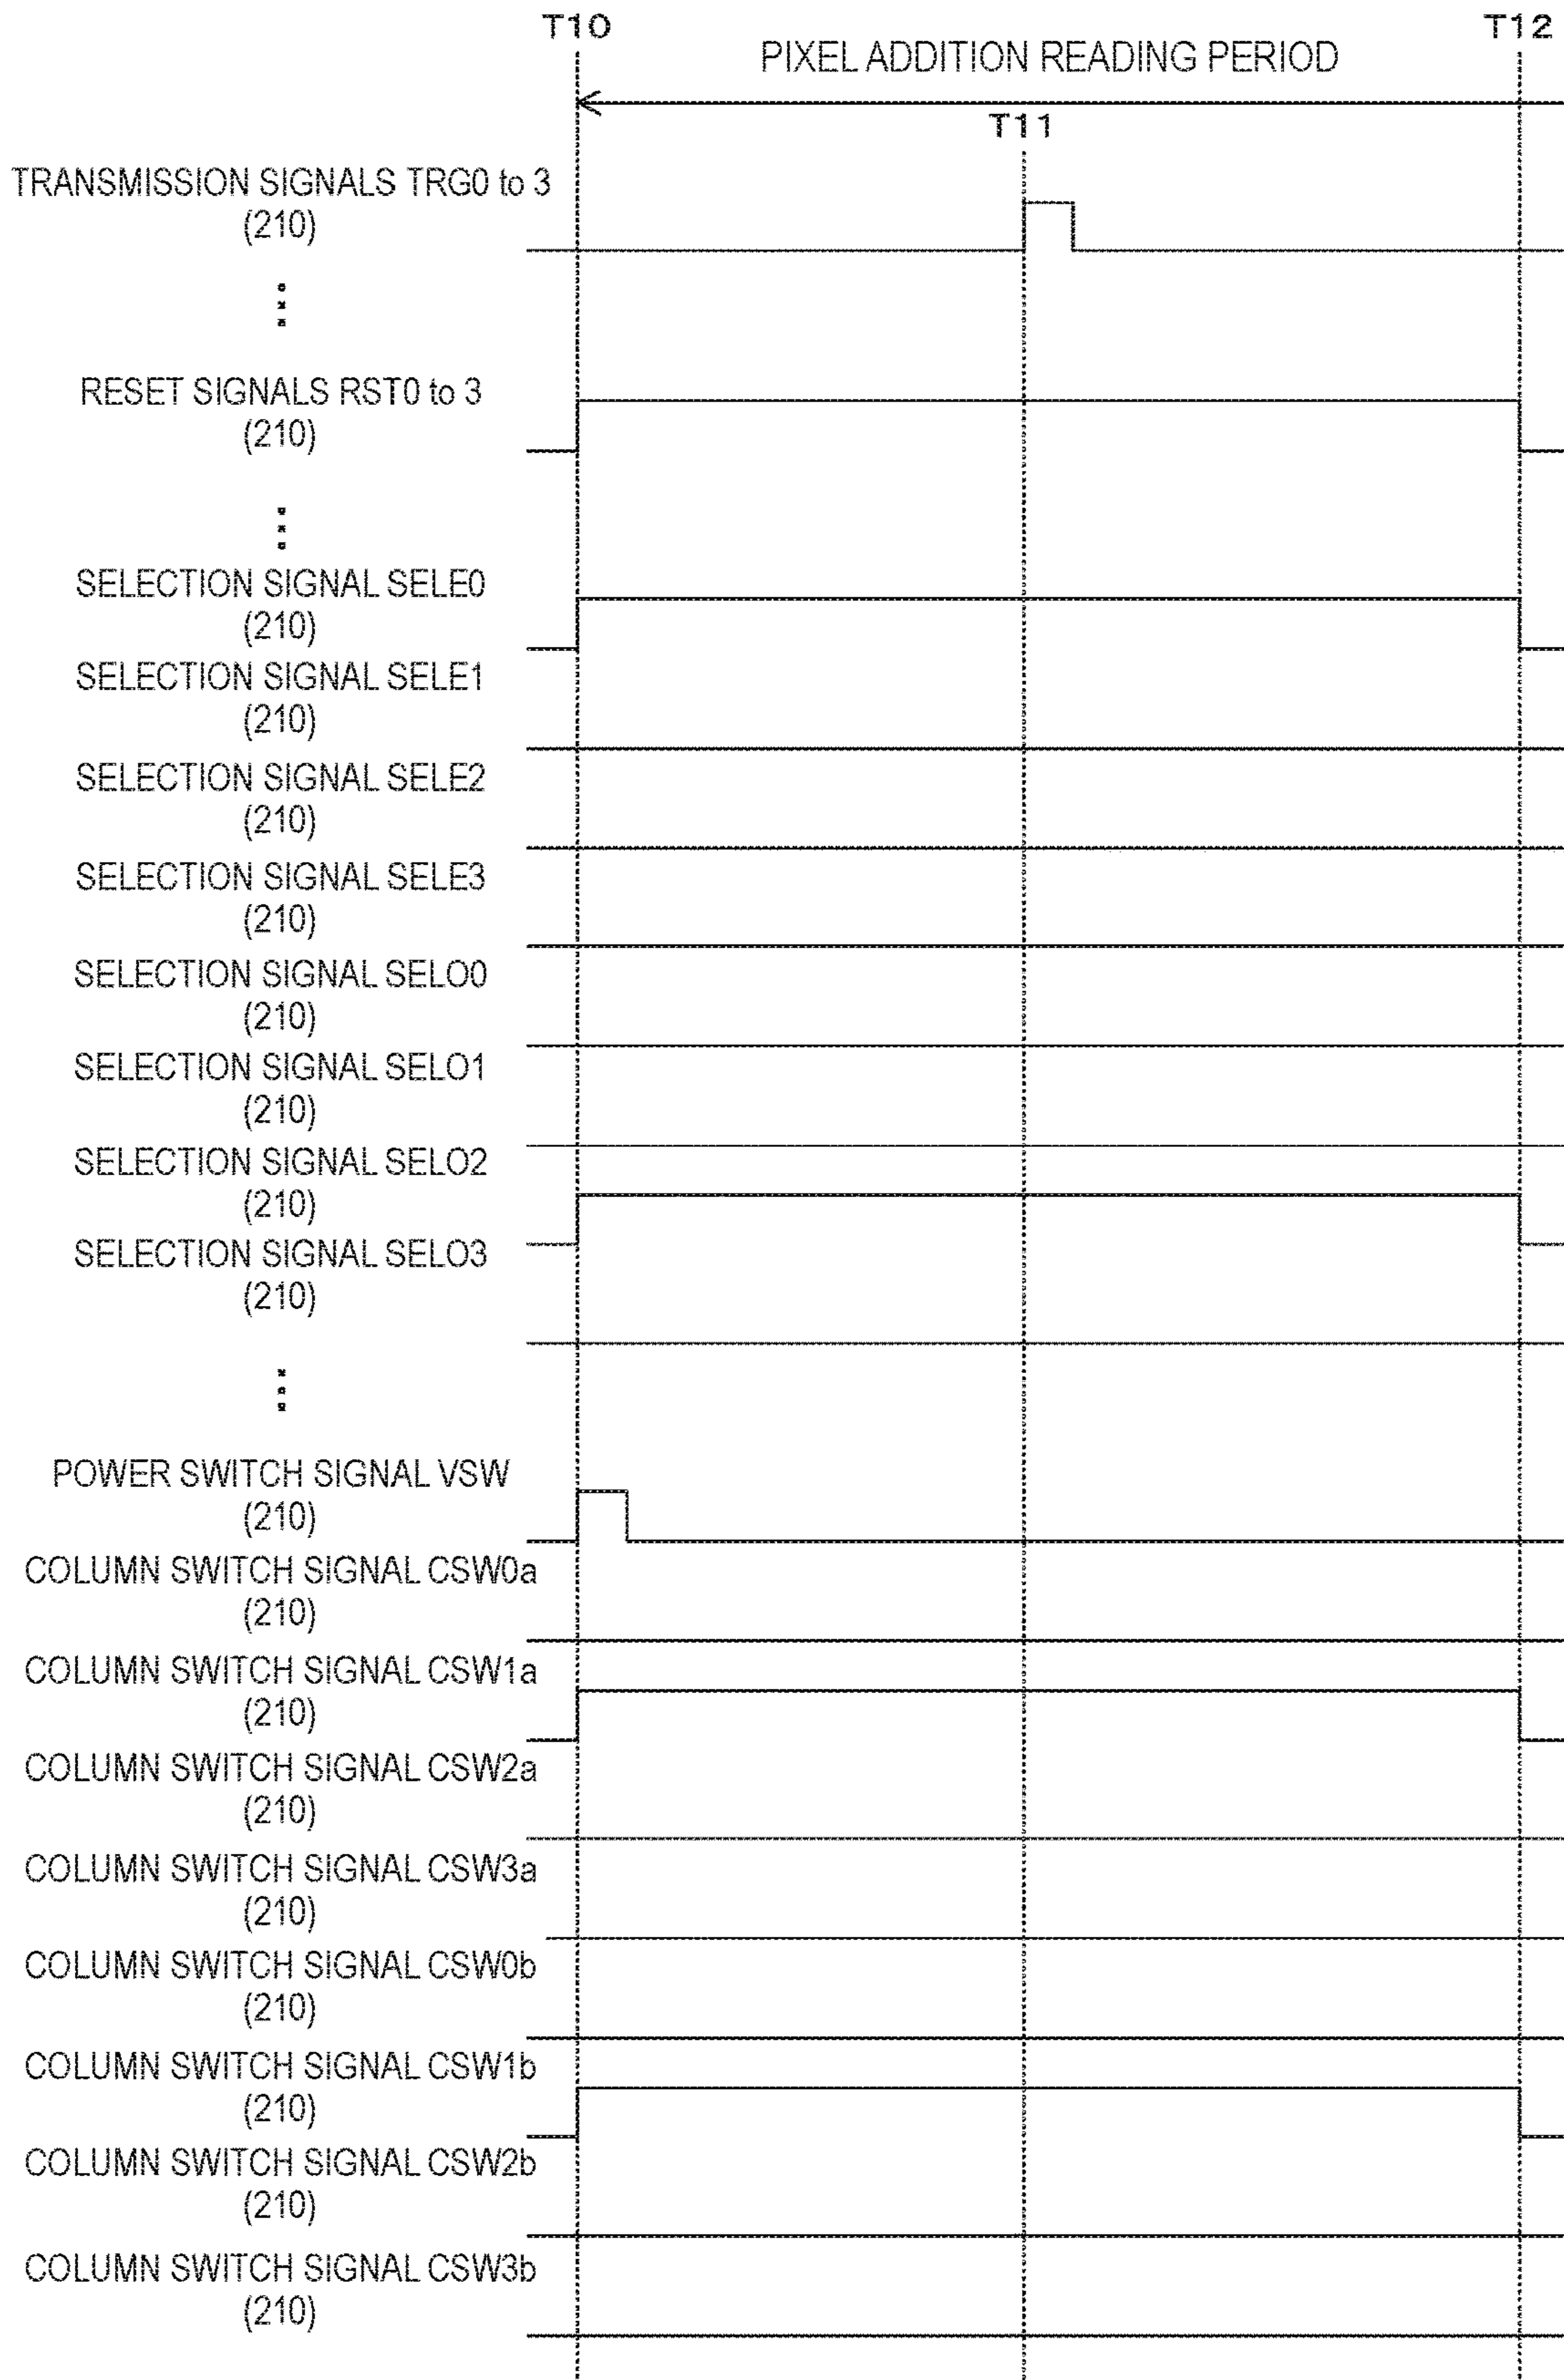 T10
T12
PIXEL ADDITION READING PERIOD
T11
TRANSMISSION SIGNALS TRG0 to 3
(210)
RESET SIGNALS RST0 to 3
(210)
SELECTION SIGNAL SELE0
(210)
SELECTION SIGNAL SELE1
(210)
SELECTION SIGNAL SELE2
(210)
SELECTION SIGNAL SELE3
(210)
SELECTION SIGNAL SELO0
(210)
SELECTION SIGNAL SELO1
(210)
SELECTION SIGNAL SELO2
(210)
SELECTION SIGNAL SELO3
(210)
POWER SWITCH SIGNAL VSW
(210)
COLUMN SWITCH SIGNAL CSW0a
(210)
COLUMN SWITCH SIGNAL CSW1a
(210)
COLUMN SWITCH SIGNAL CSW2a
(210)
COLUMN SWITCH SIGNAL CSW3a
(210)
COLUMN SWITCH SIGNAL CSW0b
(210)
COLUMN SWITCH SIGNAL CSW1b
(210)
COLUMN SWITCH SIGNAL CSW2b
(210)
COLUMN SWITCH SIGNAL CSW3b
(210)